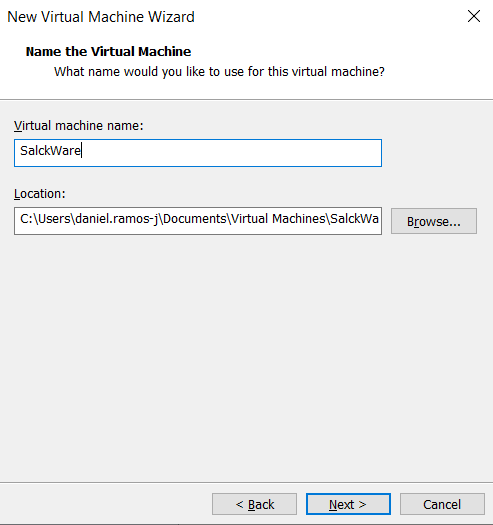 New Virtual Machine Wizard
Name the Virtual Machine
What name would you like to use for this virtual machine?
Virtual machine name:
SalckWare
Location:
C:\Users\daniel.ramos-j\Documents\Virtual Machines\SalckWa
Browse...
< Back
Next >
Cancel